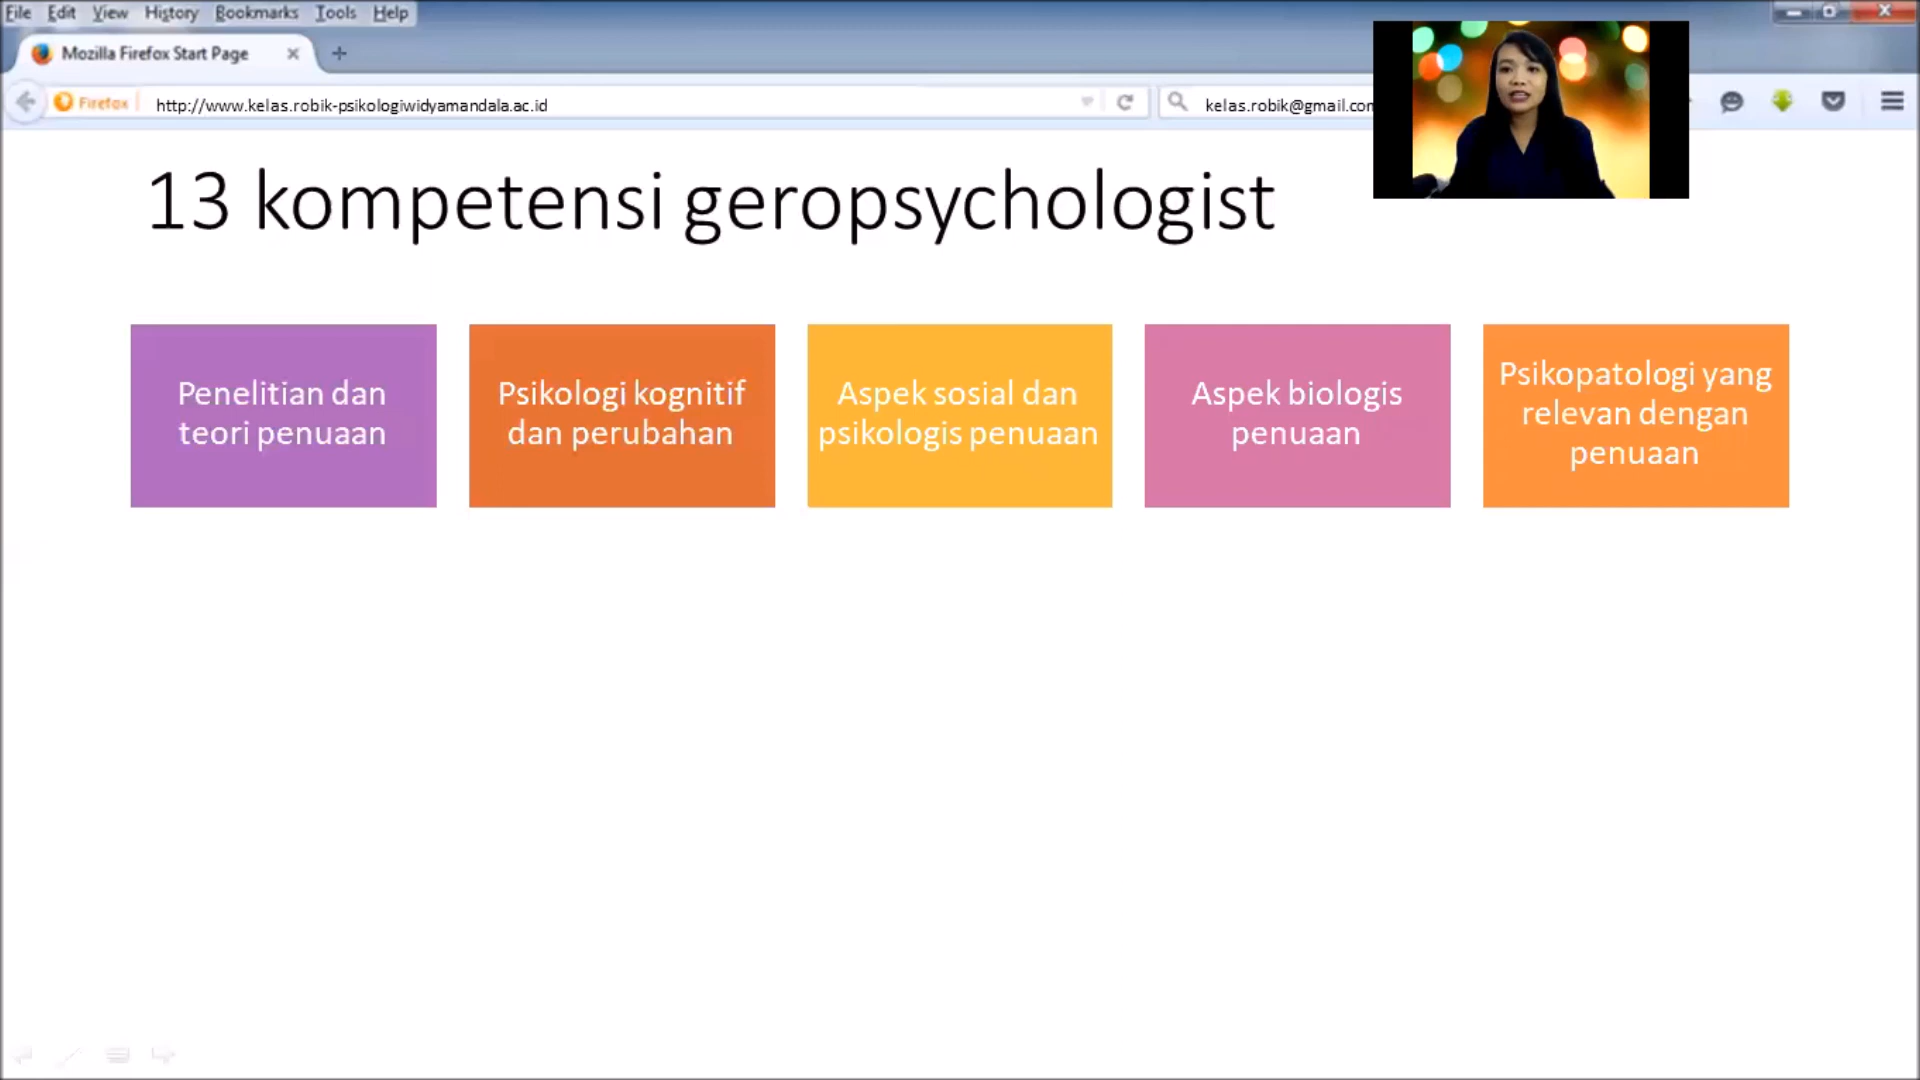 File Edit View History Bookmarks Tools Help
Mozilla Firefox Start Page
Firefox http://www.kelas.robik-psikologiwidyamandala.ac.id kelas.robik@gmail.com
13 kompetensi geropsychologist
Penelitian dan
teori penuaan
Psikologi kognitif
dan perubahan
Aspek sosial dan
psikologis penuaan
Aspek biologis
penuaan
Psikopatologi yang
relevan dengan
penuaan